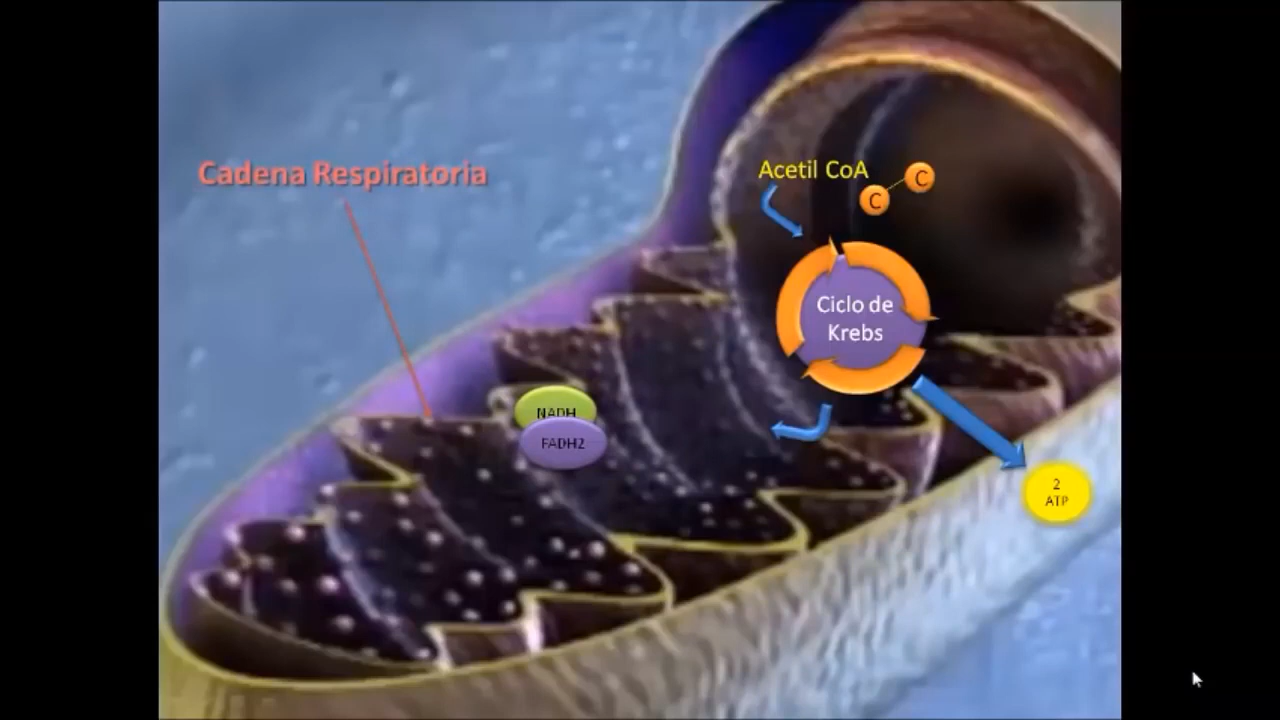 Cadena Respiratoria
Acetil CoA
C
C
Ciclo de
Krebs
NADH
FADH2
2
ATP